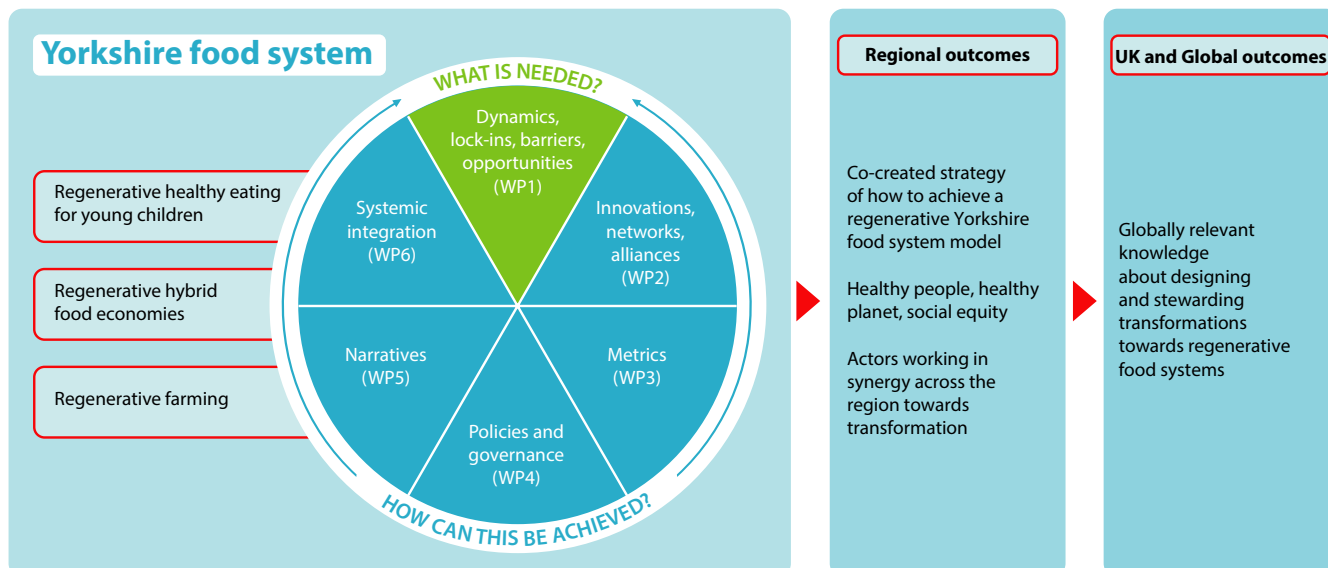 Yorkshire food system
Regenerative healthy eating
for young children
Regenerative hybrid
food economies
Regenerative farming
WHAT IS NEEDED?
Dynamics,
lock-ins, barriers,
opportunities
(WP1)
Innovations,
networks,
alliances
(WP2)
Metrics
(WP3)
Policies and
governance
(WP4)
Narratives
(WP5)
Systemic
integration
(WP6)
HOW CAN THIS BE ACHIEVED?
Regional outcomes
Co-created strategy
of how to achieve a
regenerative Yorkshire
food system model
Healthy people, healthy
planet, social equity
Actors working in
synergy across the
region towards
transformation
UK and Global outcomes
Globally relevant
knowledge
about designing
and stewarding
transformations
towards regenerative
food systems